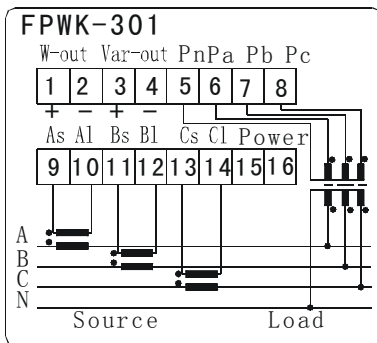 FPWK-301
W-out Var-out PnPa Pb Pc
1 2 3 4 5 6 7 8
+ − + −
As Al Bs Bl Cs Cl Power
9 10 11 12 13 14 15 16
A
B
C
N
Source Load